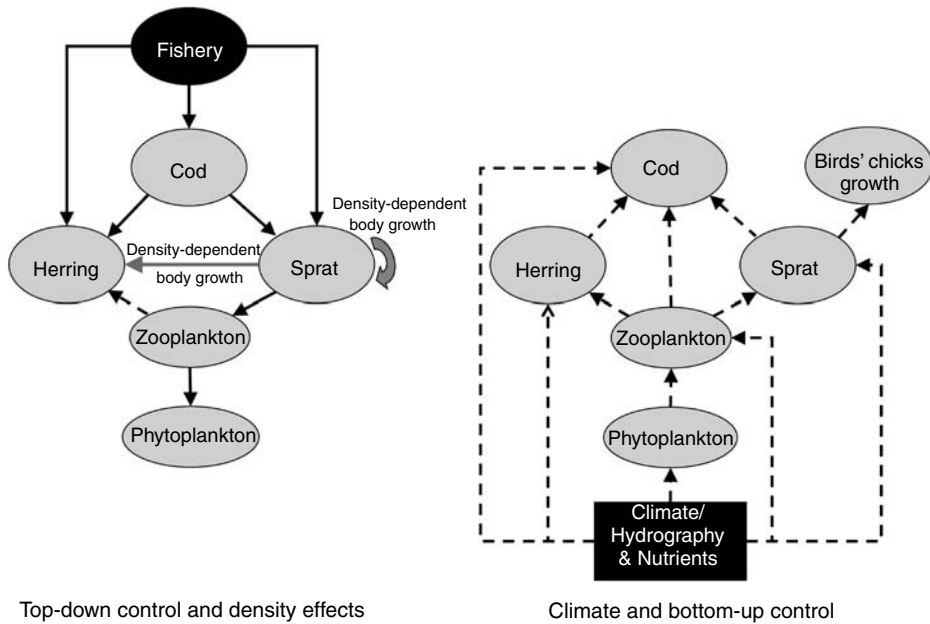 Fishery
Cod
Density-dependent
body growth
Herring
Density-dependent
body growth
Sprat
Zooplankton
Phytoplankton
Top-down control and density effects
Cod
Birds' chicks
growth
Herring
Sprat
Zooplankton
Phytoplankton
Climate/
Hydrography
& Nutrients
Climate and bottom-up control